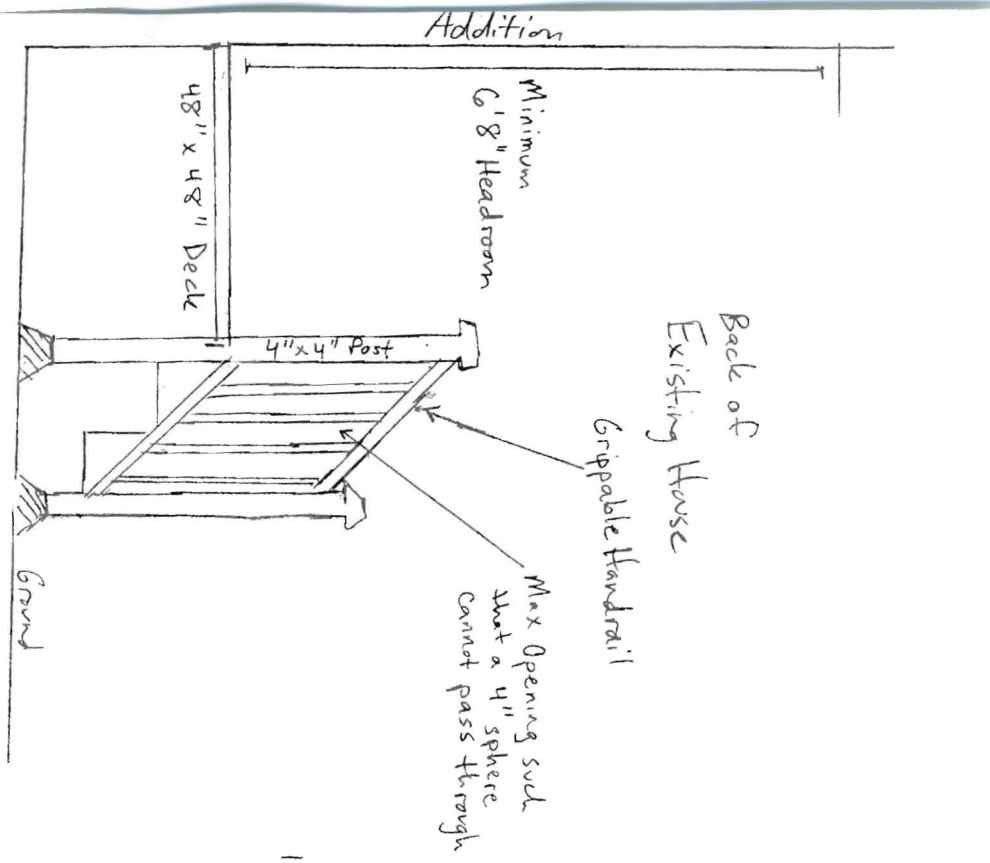 Addition
Minimum
6'8" Headroom
48" x 48" Deck
4"x4" Post
Back of
Existing House
Grippable Handrail
Max Opening such
that a 4" sphere
cannot pass through
Ground